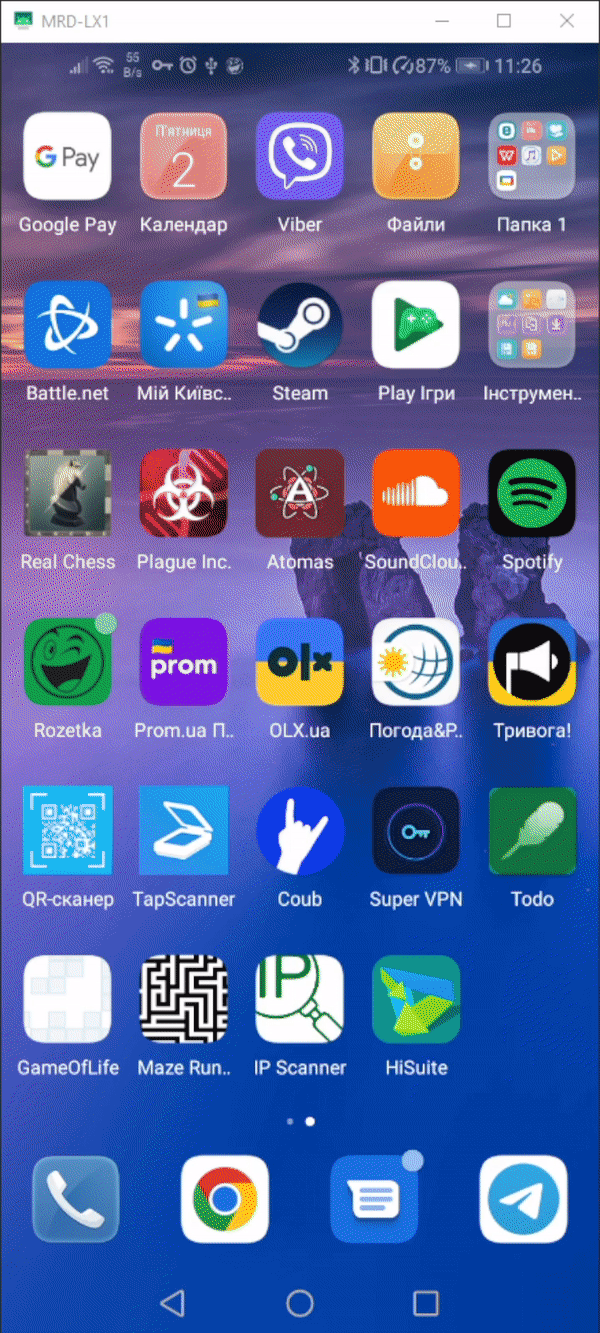 MRD-LX1
55
B/s
87% 11:26
G Pay
П'ятниця
2
Google Pay Календар Viber Файли Папка 1
Battle.net Мій Київс.. Steam Play Ігри Інструмен..
A
Real Chess Plague Inc. Atomas SoundClou.. Spotify
prom
olx
Rozetka Prom.ua П.. OLX.ua Погода&Р.. Тривога!
QR-сканер TapScanner Coub Super VPN Todo
IP
GameOfLife Maze Run.. IP Scanner HiSuite